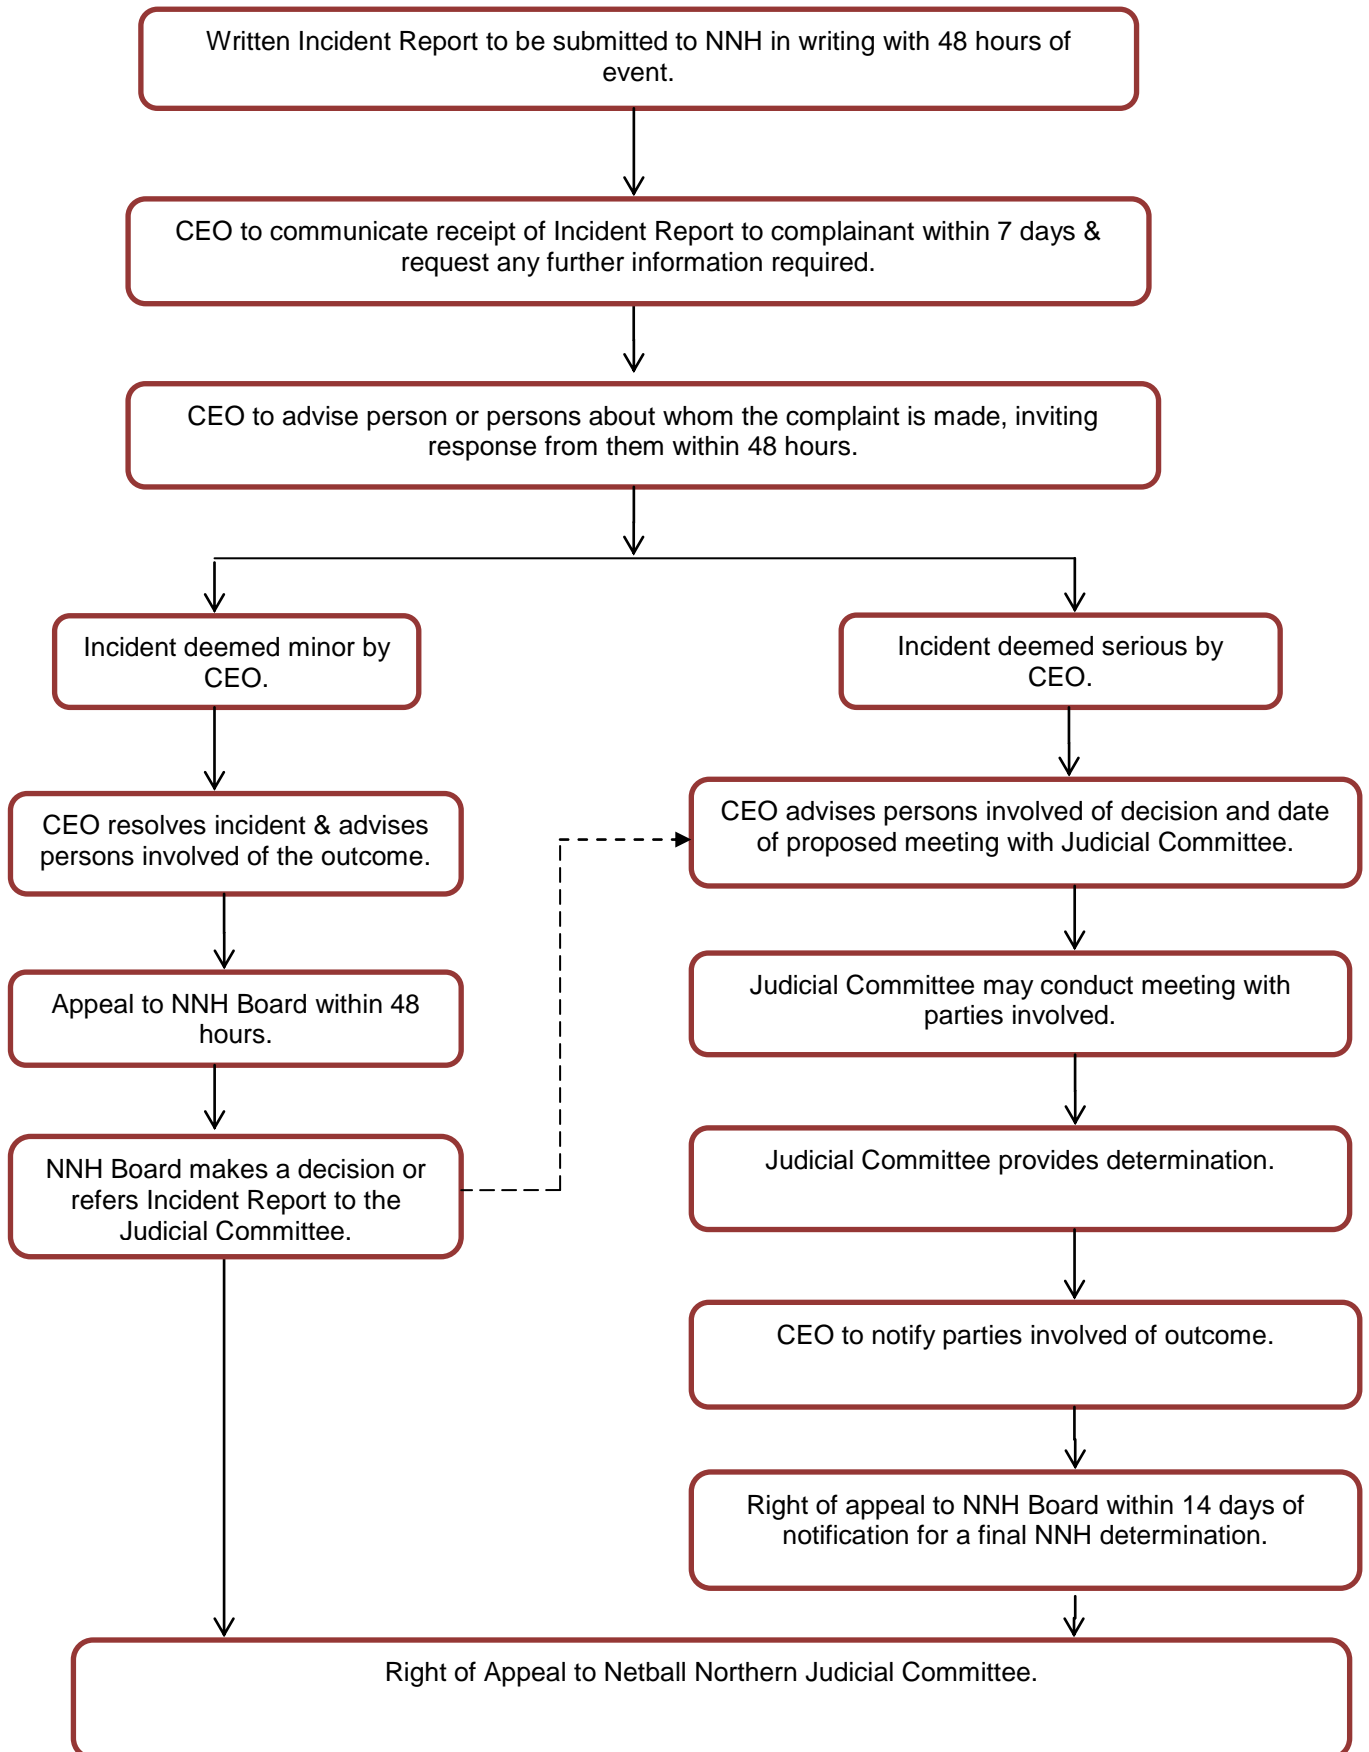 Written Incident Report to be submitted to NNH in writing with 48 hours of
event.
CEO to communicate receipt of Incident Report to complainant within 7 days &
request any further information required.
CEO to advise person or persons about whom the complaint is made, inviting
response from them within 48 hours.
Incident deemed minor by
CEO.
CEO resolves incident & advises
persons involved of the outcome.
Appeal to NNH Board within 48
hours.
NNH Board makes a decision or
refers Incident Report to the
Judicial Committee.
Incident deemed serious by
CEO.
CEO advises persons involved of decision and date
of proposed meeting with Judicial Committee.
Judicial Committee may conduct meeting with
parties involved.
Judicial Committee provides determination.
CEO to notify parties involved of outcome.
Right of appeal to NNH Board within 14 days of
notification for a final NNH determination.
Right of Appeal to Netball Northern Judicial Committee.